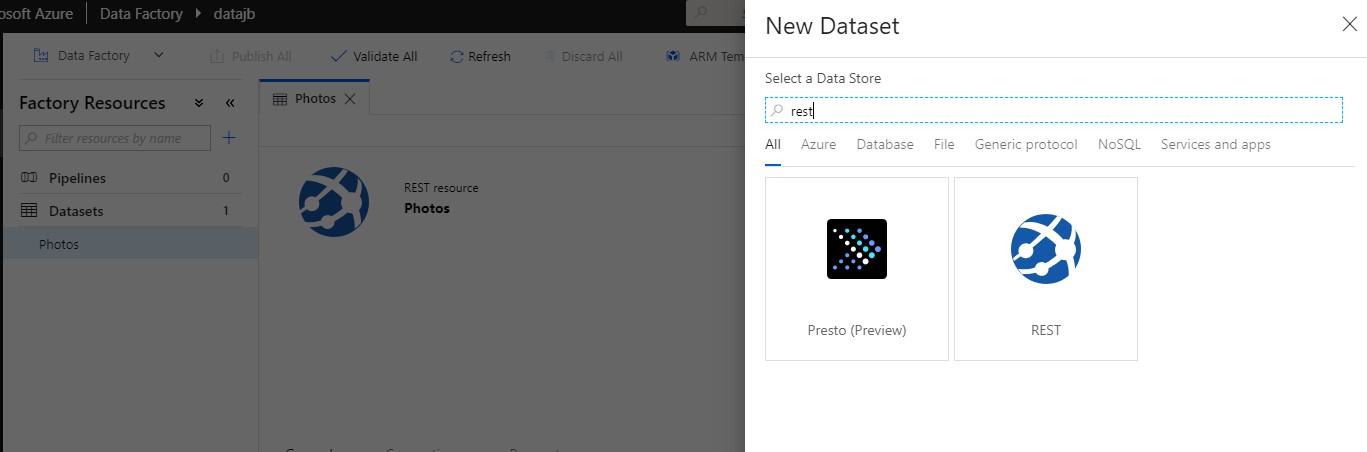 osoft Azure
Data Factory
datajb
Data Factory
Publish All
Validate All
Refresh
Discard All
ARM Tem
Factory Resources
Filter resources by name
Pipelines 0
Datasets 1
Photos
Photos
REST resource
Photos
New Dataset
Select a Data Store
rest
All Azure Database File Generic protocol NoSQL Services and apps
Presto (Preview)
REST